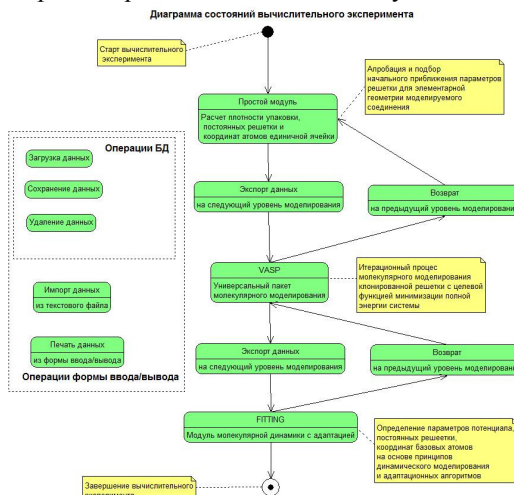 Диаграмма состояний вычислительного эксперимента
Старт вычислительного
эксперимента
Апробация и подбор
начального приближения параметров
решетки для элементарной
геометрии моделируемого
соединения
Простой модуль
Расчет плотности упаковки,
постоянных решетки и
координат атомов единичной ячейки
Операции БД
Загрузка данных
Сохранение данных
Удаление данных
Экспорт данных
на следующий уровень моделирования
Возврат
на предыдущий уровень моделировани
VASP
Универсальный пакет
молекулярного моделирования
Итерационный процесс
молекулярного моделирования
клонированной решетки с целевой
функцией минимизации полной
энергии системы
Импорт данных
из текстового файла
Печать данных
из формы ввода/вывода
Операции формы ввода/вывода
Экспорт данных
на следующий уровень моделирования
Возврат
на предыдущий уровень моделировани
FITTING
Модуль молекулярной динамики с адаптацией
Определение параметров потенциала,
постоянных решеетки,
координат базовых атомов
на основе принципов
динамического моделирования
и адаптационных алгоритмов
Завершение вычислительного